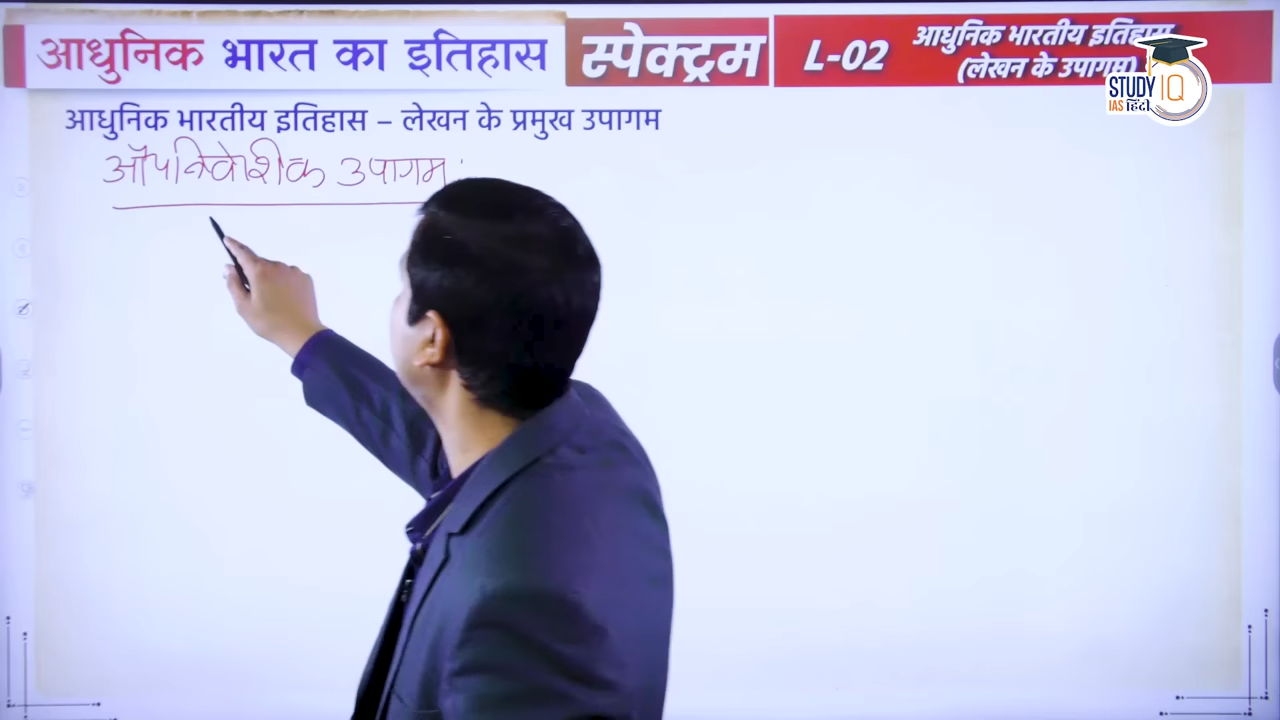 आधुनिक भारत का इतिहास स्पेक्ट्रम L-02 आधुनिक भारतीय इतिहास
(लेखन के उपागम)
STUDY IQ
IAS हिंदी
आधुनिक भारतीय इतिहास – लेखन के प्रमुख उपागम
औपनिवेशिक उपागम